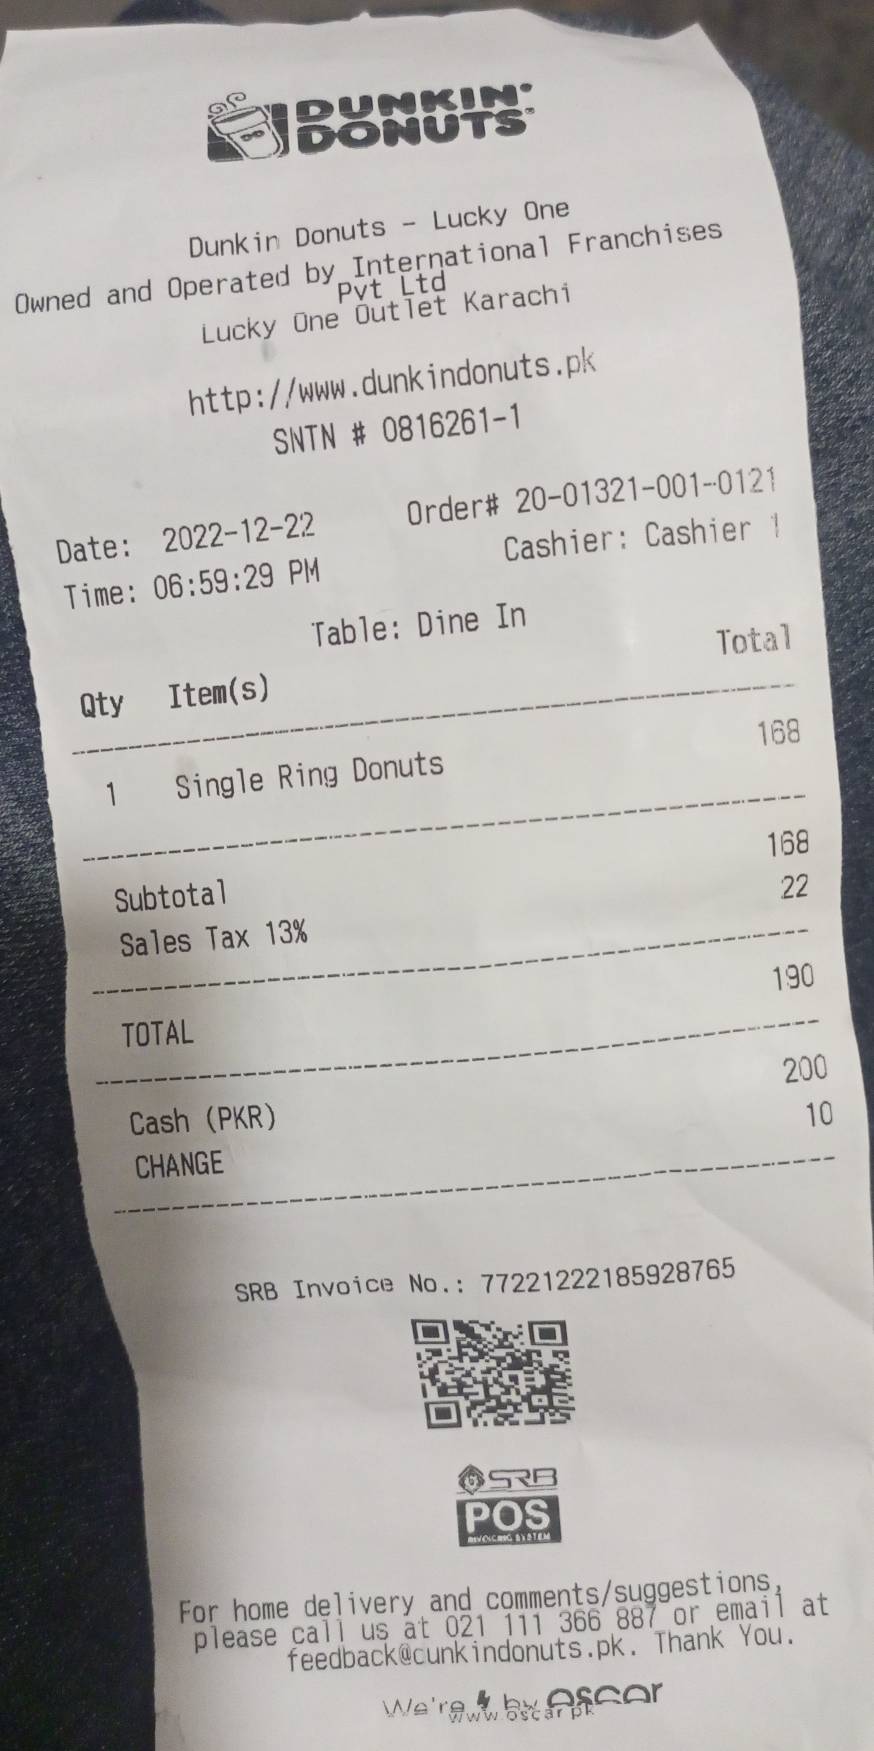 DUNKIN'
DONUTS
Dunkin Donuts - Lucky One
Owned and Operated by International Franchises
Pvt Ltd
Lucky One Outlet Karachi
http://www.dunkindonuts.pk
SNTN # 0816261-1
Date: 2022-12-22 Order# 20-01321-001-0121
Time: 06:59:29 PM Cashier: Cashier 1
Table: Dine In
Qty Item(s) Total
1 Single Ring Donuts 168
Subtotal 168
Sales Tax 13% 22
TOTAL 190
Cash (PKR) 200
CHANGE 10
SRB Invoice No.: 77221222185928765
SRB
POS
INVOICING SYSTEM
For home delivery and comments/suggestions,
please call us at 021 111 366 887 or email at
feedback@cunkindonuts.pk. Thank You.
We're by oscar
www.oscar.pk